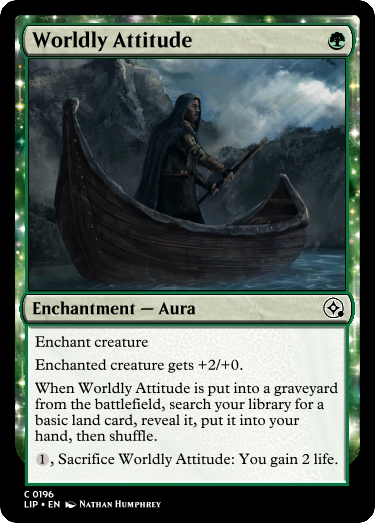 Worldly Attitude
Enchantment — Aura
Enchant creature
Enchanted creature gets +2/+0.
When Worldly Attitude is put into a graveyard
from the battlefield, search your library for a
basic land card, reveal it, put it into your
hand, then shuffle.
1, Sacrifice Worldly Attitude: You gain 2 life.
C 0196
LIP • EN Nathan Humphrey